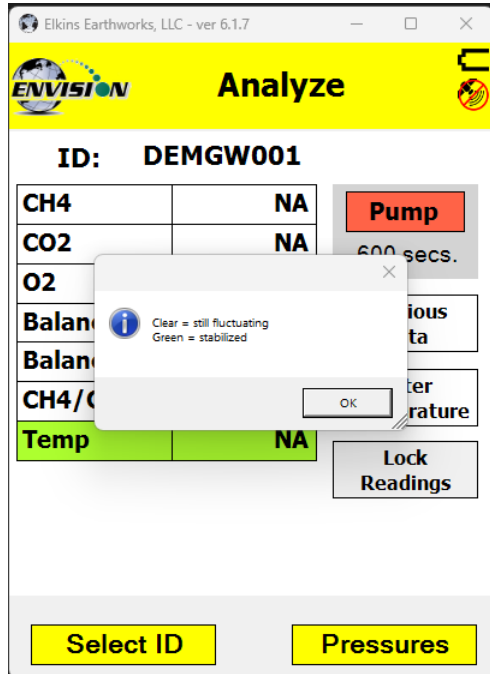 Elkins Earthworks, LLC - ver 6.1.7
ENVISION
Analyze
ID: DEMGW001
CH4 NA
Pump
CO2 NA
600 secs.
O2
Clear = still fluctuating
Green = stabilized
OK
CH4/
Temp NA
Lock
Readings
Select ID
Pressures